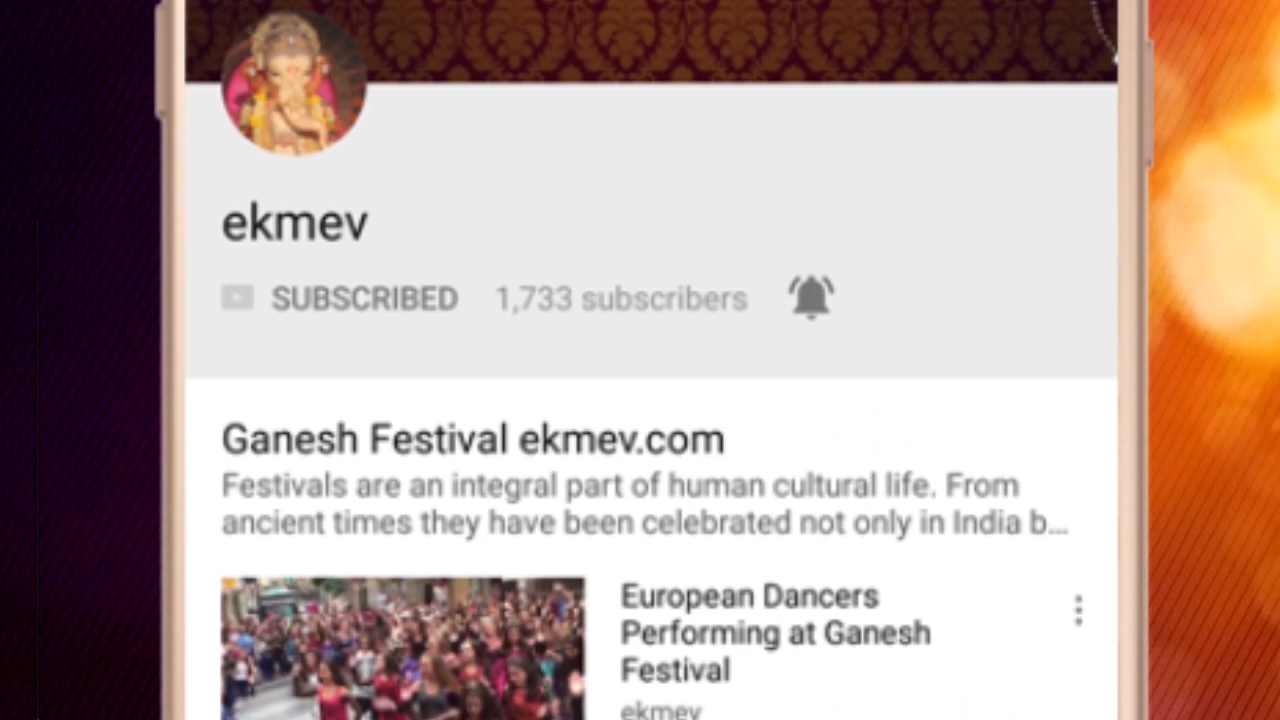 ekmev
SUBSCRIBED 1,733 subscribers
Ganesh Festival ekmev.com
Festivals are an integral part of human cultural life. From
ancient times they have been celebrated not only in India b...
European Dancers
Performing at Ganesh
Festival
ekmev